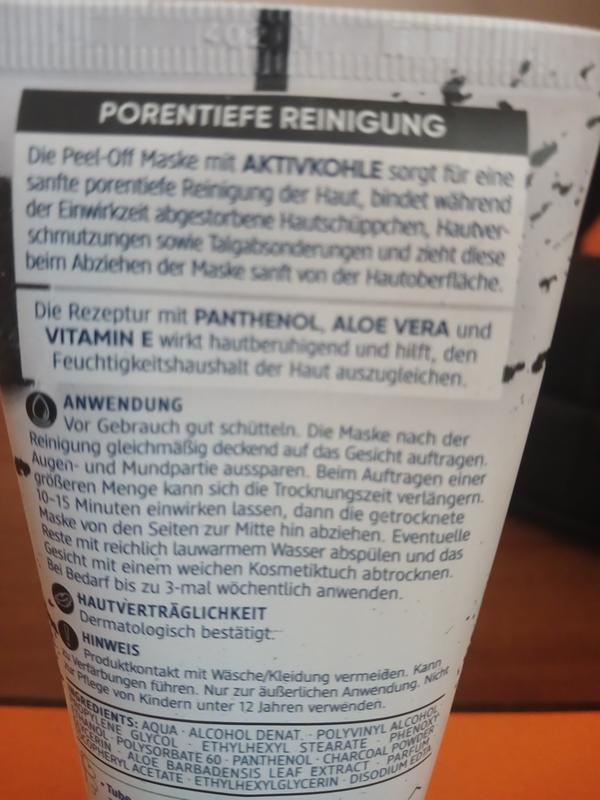 PORENTIEFE REINIGUNG
Die Peel-Off Maske mit AKTIVKOHLE sorgt für eine
sanfte porentiefe Reinigung der Haut, bindet während
der Einwirkzeit abgestorbene Hautschüppchen, Hautver-
schmutzungen sowie Talgabsonderungen und zieht diese
beim Abziehen der Maske sanft von der Hautoberfläche.
Die Rezeptur mit PANTHENOL, ALOE VERA und
VITAMIN E wirkt hautberuhigend und hilft, den
Feuchtigkeitshaushalt der Haut auszugleichen.
ANWENDUNG
Vor Gebrauch gut schütteln. Die Maske nach der
Reinigung gleichmäßig deckend auf das Gesicht auftragen.
Augen- und Mundpartie aussparen. Beim Auftragen einer
größeren Menge kann sich die Trocknungszeit verlängern.
10-15 Minuten einwirken lassen, dann die getrocknete
Maske von den Seiten zur Mitte hin abziehen. Eventuelle
Reste mit reichlich lauwarmem Wasser abspülen und das
Gesicht mit einem weichen Kosmetiktuch abtrocknen.
Bei Bedarf bis zu 3-mal wöchentlich anwenden.
HAUTVERTRÄGLICHKEIT
Dermatologisch bestätigt.
HINWEIS
Produktkontakt mit Wäsche/Kleidung vermeiden. Kann
zu Verfärbungen führen. Nur zur äußerlichen Anwendung. Nicht
zur Pflege von Kindern unter 12 Jahren verwenden.
INGREDIENTS: AQUA · ALCOHOL DENAT. · POLYVINYL ALCOHOL
GLYCOL · ETHYLHEXYL STEARATE · PHENOXY
· POLYSORBATE 60 · PANTHENOL · CHARCOAL POWDER
· ALOE BARBADENSIS LEAF EXTRACT · PARFUM
ACETATE · ETHYLHEXYLGLYCERIN · DISODIUM EDTA
· Tube